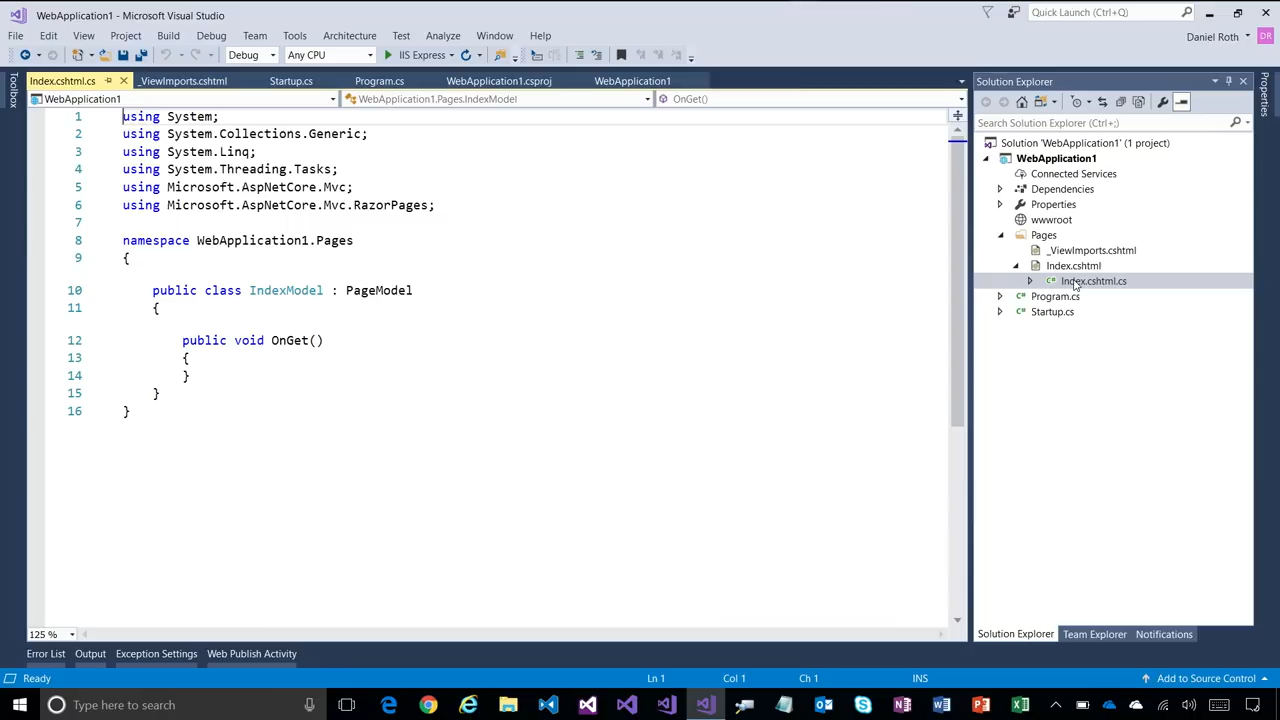 WebApplication1 - Microsoft Visual Studio
Quick Launch (Ctrl+Q)
File Edit View Project Build Debug Team Tools Architecture Test Analyze Window Help
Daniel Roth DR
Debug Any CPU IIS Express
Toolbox
Index.cshtml.cs _ViewImports.cshtml Startup.cs Program.cs WebApplication1.csproj WebApplication1
WebApplication1 WebApplication1.Pages.IndexModel OnGet()
1 using System;
2 using System.Collections.Generic;
3 using System.Linq;
4 using System.Threading.Tasks;
5 using Microsoft.AspNetCore.Mvc;
6 using Microsoft.AspNetCore.Mvc.RazorPages;
7
8 namespace WebApplication1.Pages
9 {
10 public class IndexModel : PageModel
11 {
12 public void OnGet()
13 {
14 }
15 }
16 }
125 %
Solution Explorer
Search Solution Explorer (Ctrl+;)
Solution 'WebApplication1' (1 project)
WebApplication1
Connected Services
Dependencies
Properties
wwwroot
Pages
_ViewImports.cshtml
Index.cshtml
C# Index.cshtml.cs
C# Program.cs
C# Startup.cs
Solution Explorer Team Explorer Notifications
Properties
Error List Output Exception Settings Web Publish Activity
Ready Ln 1 Col 1 Ch 1 INS Add to Source Control
Type here to search